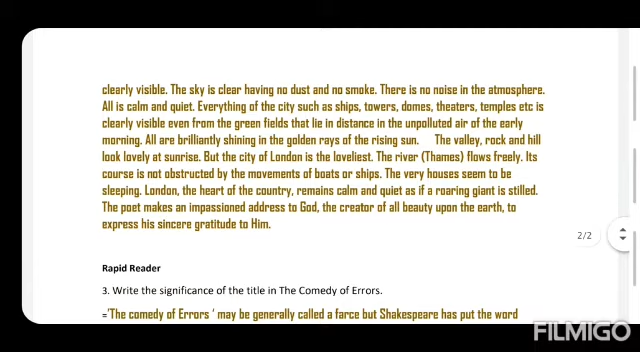 clearly visible. The sky is clear having no dust and no smoke. There is no noise in the atmosphere.
All is calm and quiet. Everything of the city such as ships, towers, domes, theaters, temples etc is
clearly visible even from the green fields that lie in distance in the unpolluted air of the early
morning. All are brilliantly shining in the golden rays of the rising sun. The valley, rock and hill
look lovely at sunrise. But the city of London is the loveliest. The river (Thames) flows freely. Its
course is not obstructed by the movements of boats or ships. The very houses seem to be
sleeping. London, the heart of the country, remains calm and quiet as if a roaring giant is stilled.
The poet makes an impassioned address to God, the creator of all beauty upon the earth, to
express his sincere gratitude to Him.
2/2
Rapid Reader
3. Write the significance of the title in The Comedy of Errors.
='The comedy of Errors ' may be generally called a farce but Shakespeare has put the word
FILMIGO